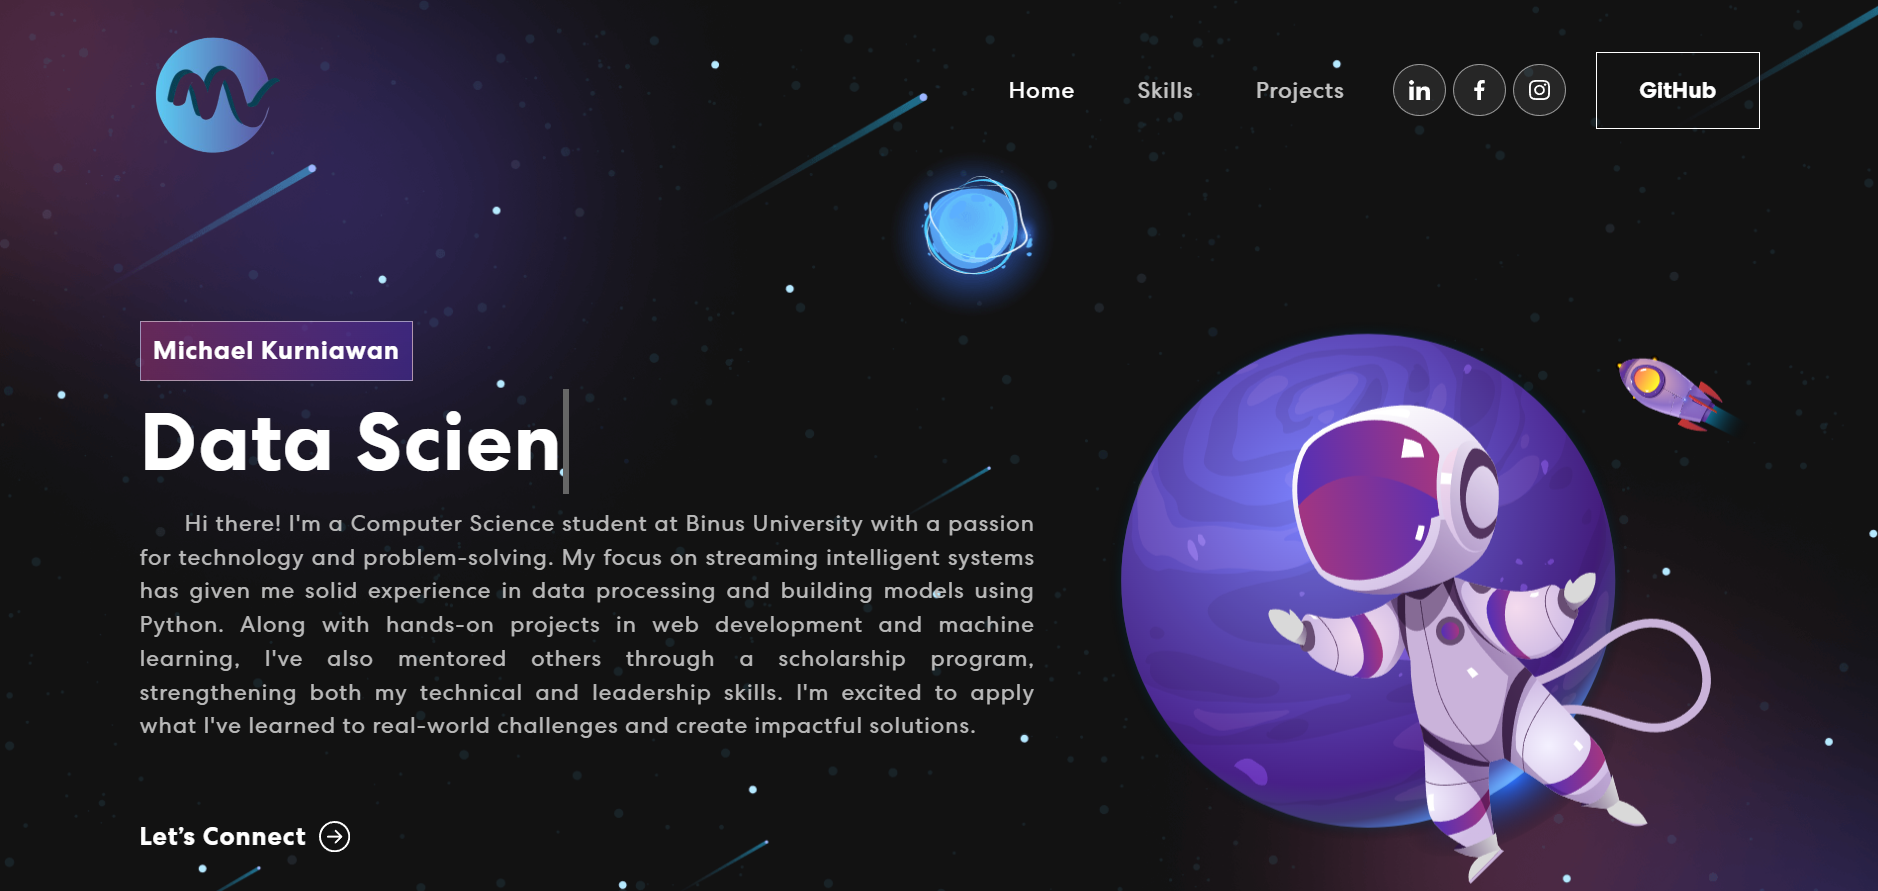 Home
Skills
Projects
GitHub
Michael Kurniawan
Data Scien
Hi there! I'm a Computer Science student at Binus University with a passion
for technology and problem-solving. My focus on streaming intelligent systems
has given me solid experience in data processing and building models using
Python. Along with hands-on projects in web development and machine
learning, I've also mentored others through a scholarship program,
strengthening both my technical and leadership skills. I'm excited to apply
what I've learned to real-world challenges and create impactful solutions.
Let’s Connect